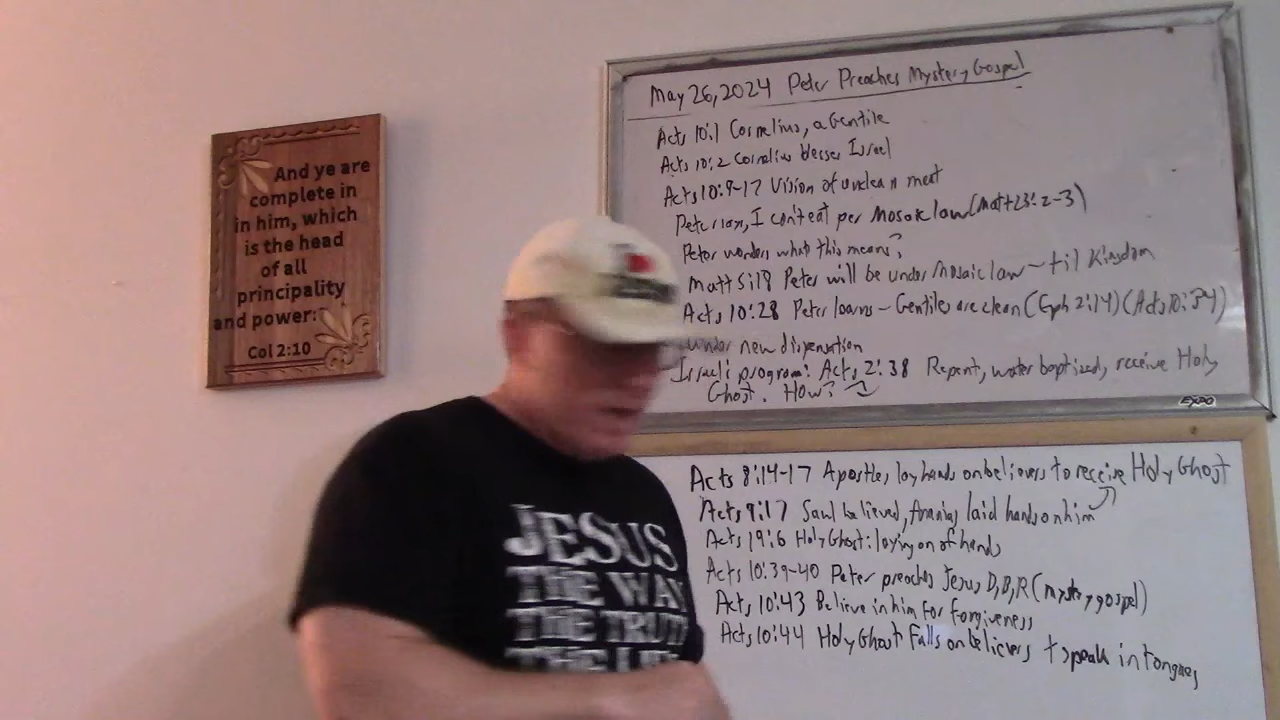 And ye are
complete in
in him, which
is the head
of all
principality
and power:
Col 2:10
May 26, 2024 Peter Preaches Mystery Gospel
Acts 10:1 Cornelius, a Gentile
Acts 10:2 Cornelius blesses Israel
Acts 10:9-17 Vision of unclean meat
Peter says, I can't eat per Mosaic law (Matt 23:2-3)
Peter wonders what this means?
Matt 5:18 Peter will be under Mosaic law - til Kingdom
Acts 10:28 Peter learns - Gentiles are clean (Eph 2:14) (Acts 10:34)
under new dispensation
Israeli program: Acts 2:38 Repent, water baptized, receive Holy
Ghost. How?
EXPO
Acts 8:14-17 Apostles lay hands on believers to receive Holy Ghost
Acts 9:17 Saul believed, Ananias laid hands on him
Acts 19:6 Holy Ghost: laying on of hands
Acts 10:39-40 Peter preaches Jesus D,B,R (mystery gospel)
Acts 10:43 Believe in him for forgiveness
Acts 10:44 Holy Ghost Falls on believers speak in tongues
JESUS
THE WAY
THE TRUTH